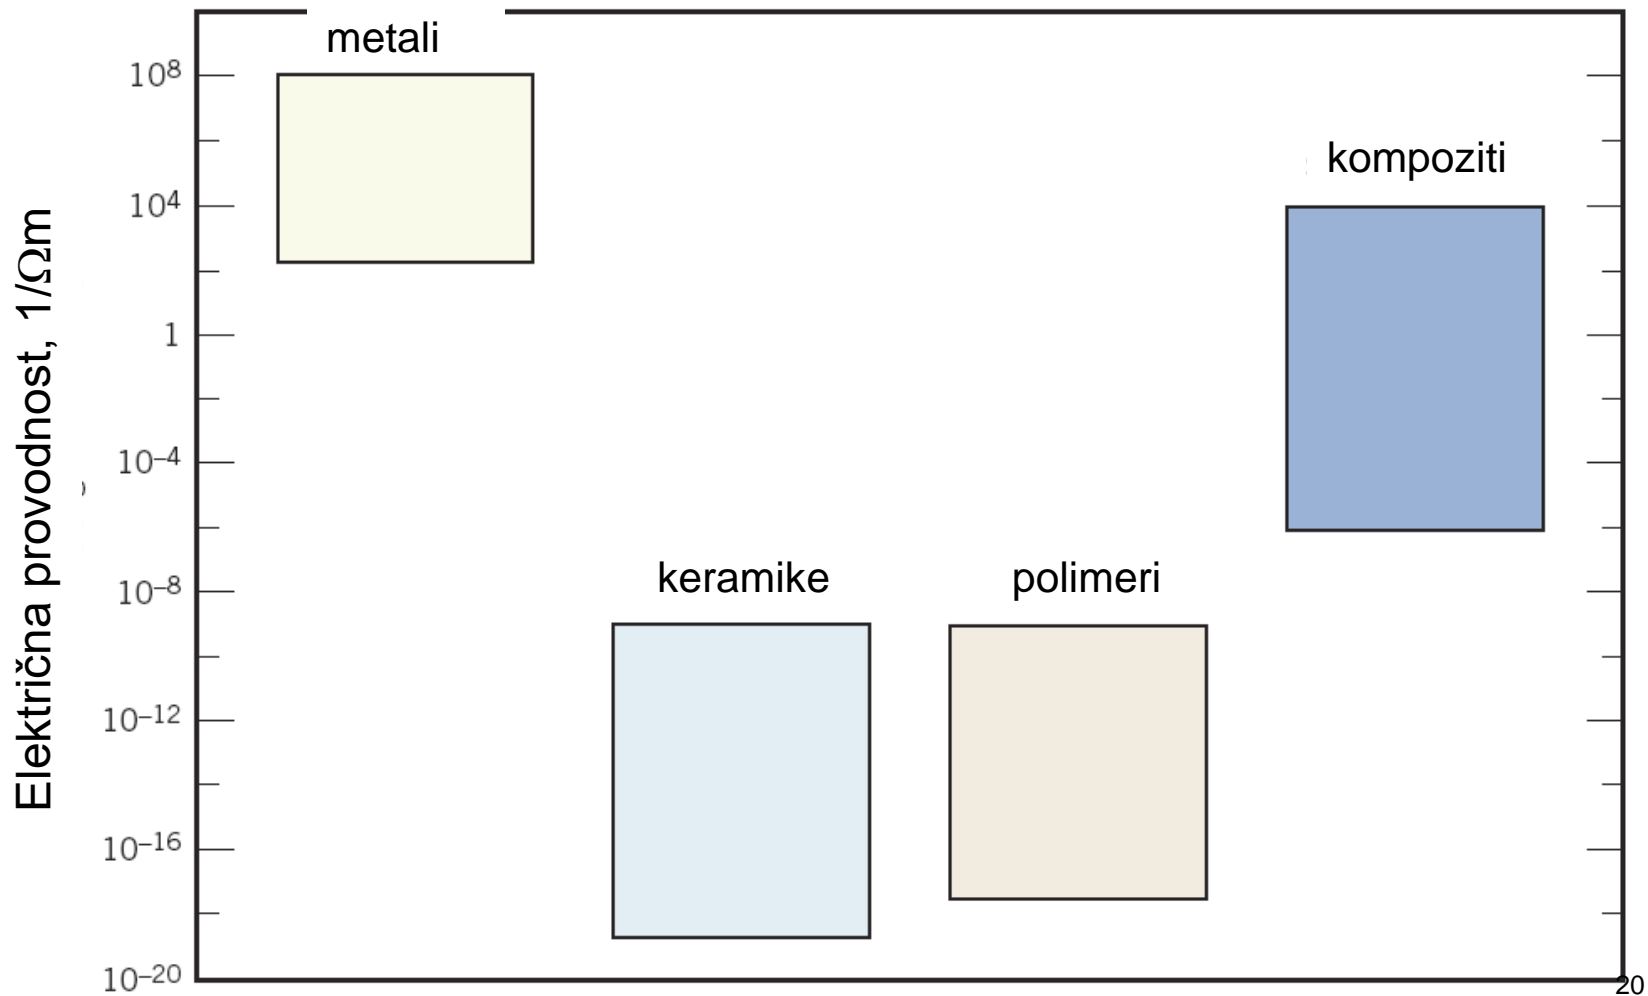 metali
10⁸
kompoziti
10⁴
Električna provodnost, 1/Ωm
1
10⁻⁴
keramike
polimeri
10⁻⁸
10⁻¹²
10⁻¹⁶
10⁻²⁰
20